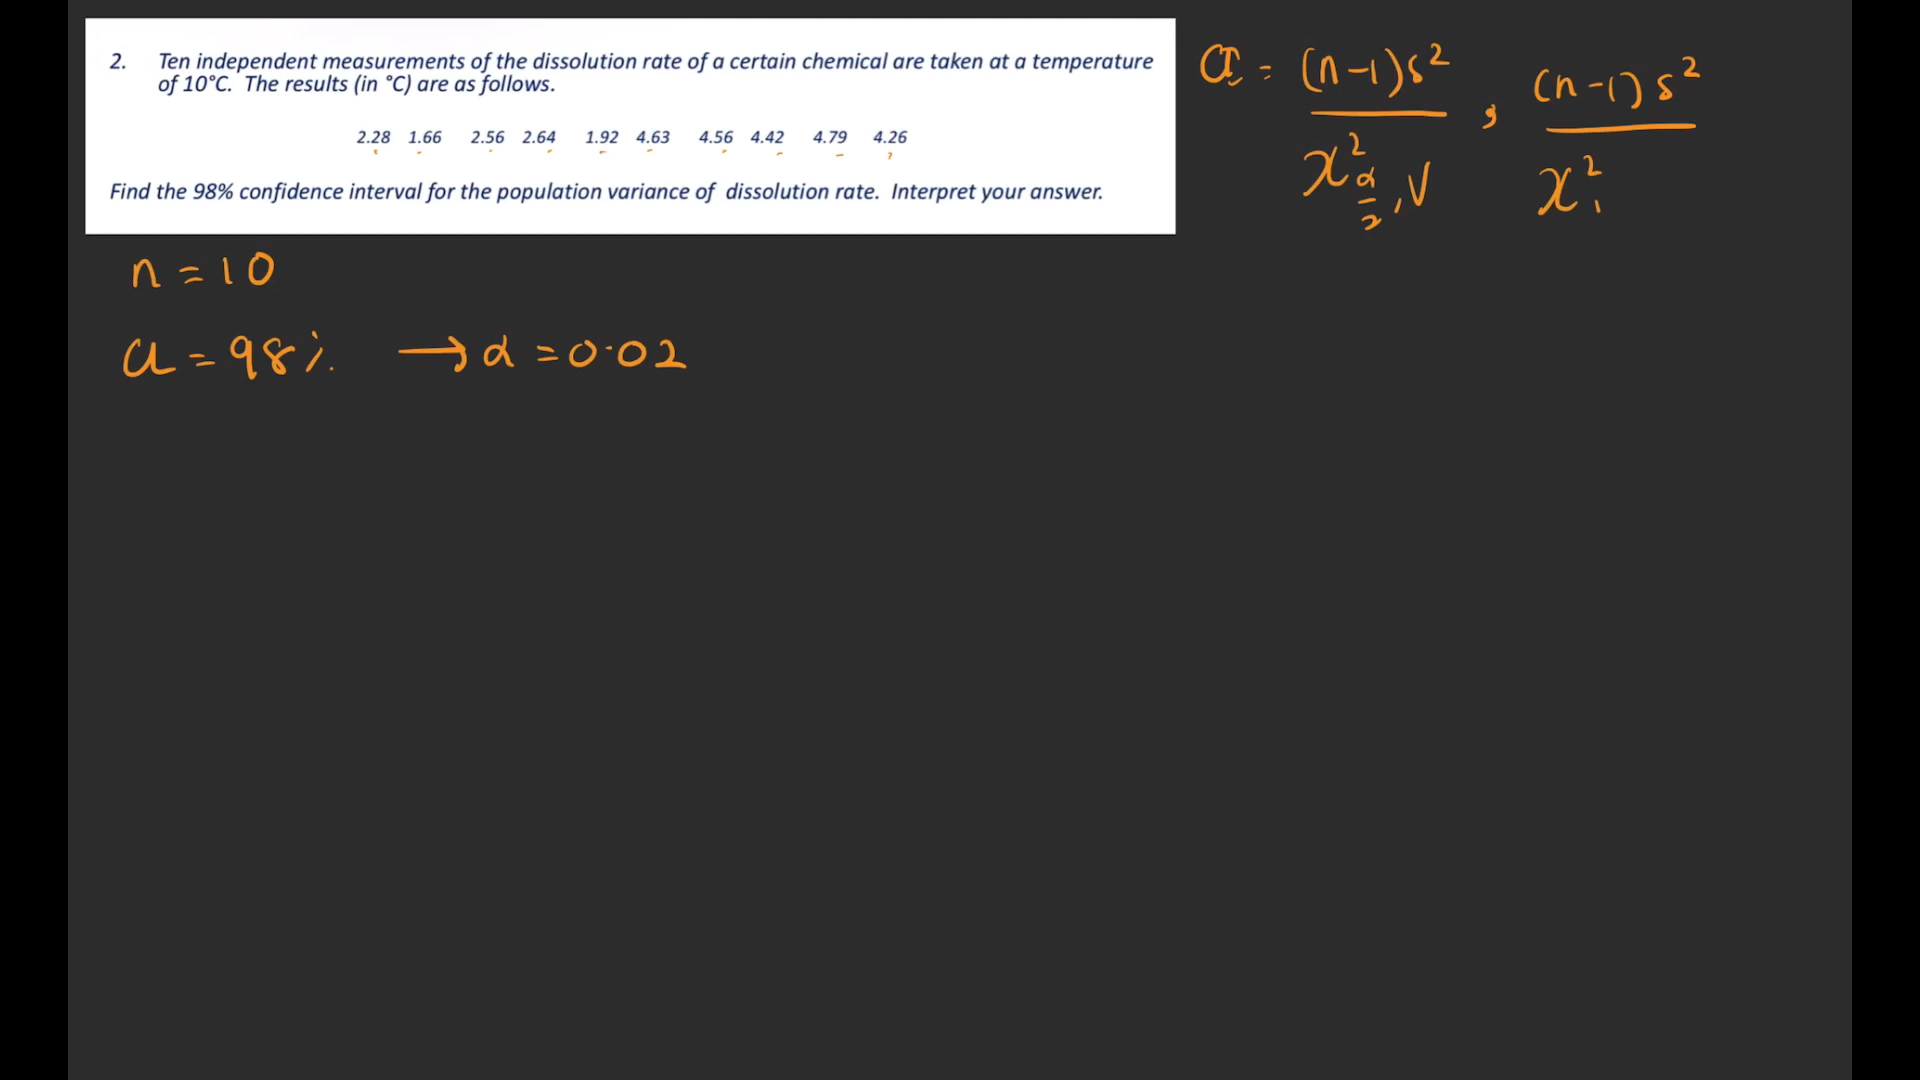 2. Ten independent measurements of the dissolution rate of a certain chemical are taken at a temperature
of 10°C. The results (in °C) are as follows.
2.28 1.66 2.56 2.64 1.92 4.63 4.56 4.42 4.79 4.26
Find the 98% confidence interval for the population variance of dissolution rate. Interpret your answer.
CI = (n-1)s² / x²α/2,v , (n-1)s² / x²1
n = 10
CI = 98% → α = 0.02